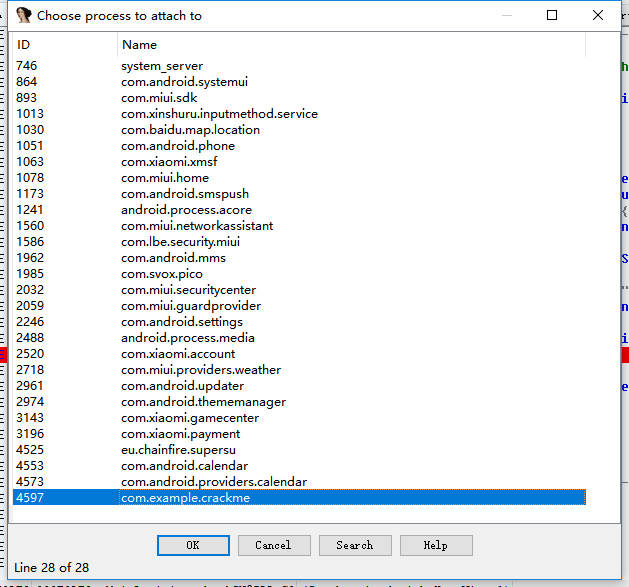 Choose process to attach to
ID Name
746 system_server
864 com.android.systemui
893 com.miui.sdk
1013 com.xinshuru.inputmethod.service
1030 com.baidu.map.location
1051 com.android.phone
1063 com.xiaomi.xmsf
1078 com.miui.home
1173 com.android.smspush
1241 android.process.acore
1560 com.miui.networkassistant
1586 com.lbe.security.miui
1962 com.android.mms
1985 com.svox.pico
2032 com.miui.securitycenter
2059 com.miui.guardprovider
2246 com.android.settings
2488 android.process.media
2520 com.xiaomi.account
2718 com.miui.providers.weather
2961 com.android.updater
2974 com.android.thememanager
3143 com.xiaomi.gamecenter
3196 com.xiaomi.payment
4525 eu.chainfire.supersu
4553 com.android.calendar
4573 com.android.providers.calendar
4597 com.example.crackme
OK Cancel Search Help
Line 28 of 28